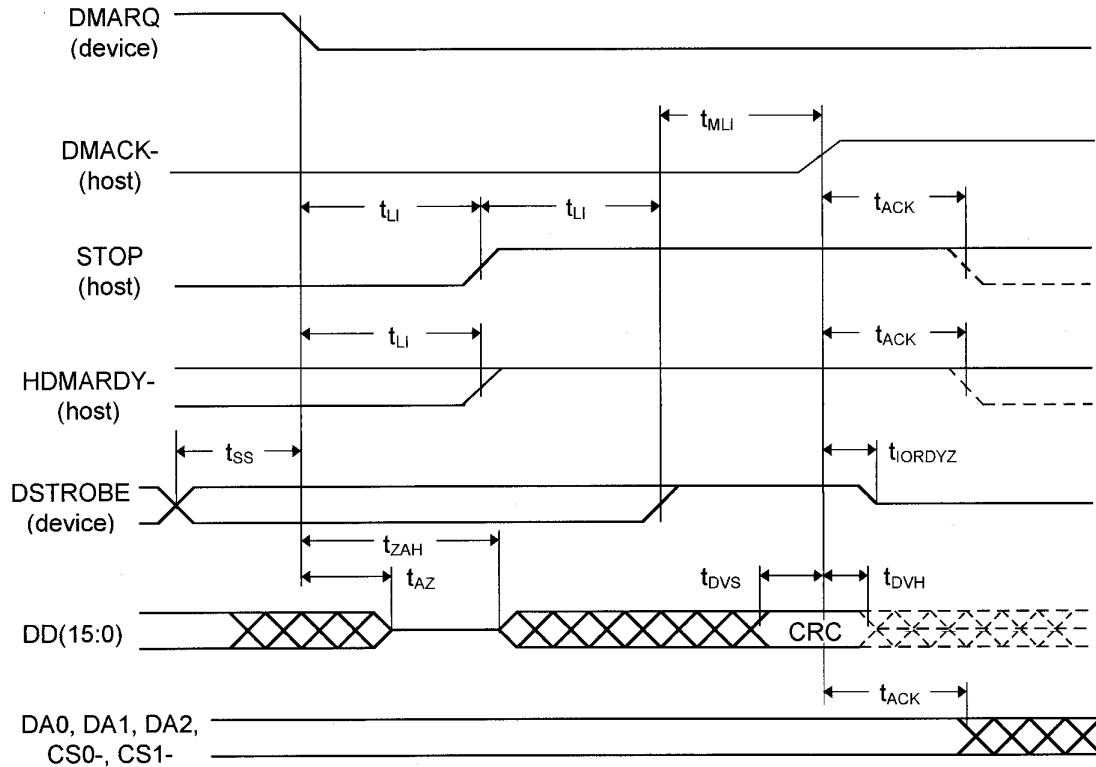 DMARQ
(device)
tMLI
DMACK-
(host)
tLI
tLI
tACK
STOP
(host)
tLI
tACK
HDMARDY-
(host)
tSS
tIORDYZ
DSTROBE
(device)
tZAH
tAZ
tDVS
tDVH
DD(15:0)
CRC
tACK
DA0, DA1, DA2,
CS0-, CS1-